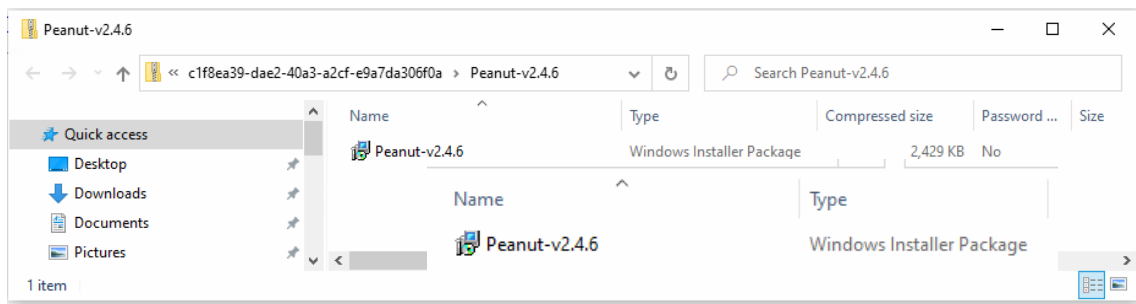 Peanut-v2.4.6
« c1f8ea39-dae2-40a3-a2cf-e9a7da306f0a > Peanut-v2.4.6 Search Peanut-v2.4.6
Name Type Compressed size Password ... Size
Quick access
Peanut-v2.4.6 Windows Installer Package 2,429 KB No
Desktop
Downloads
Name Type
Documents
Peanut-v2.4.6 Windows Installer Package
Pictures
1 item